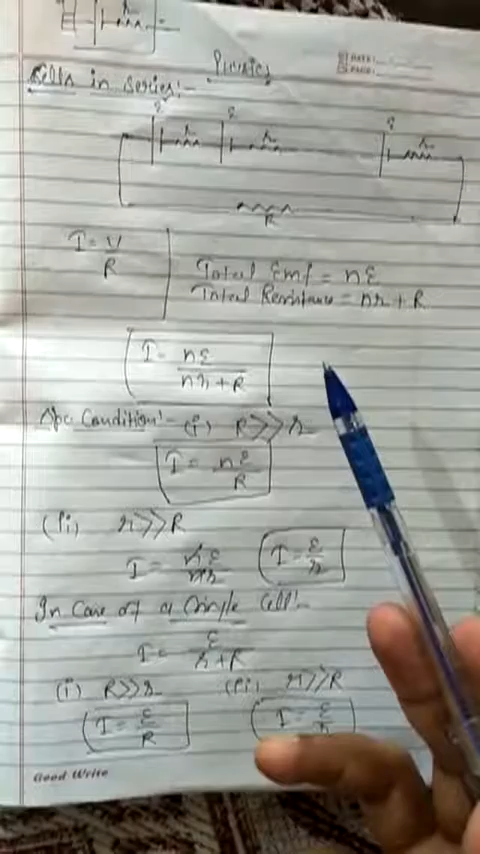 Physics
DATE:
PAGE:
Cells in series:-
ε ε ε
r r r
R
I = V/R
Total Emf = nε
Total Resistance = nr + R
I = nε/nr + R
Spc Condition:- (i) R >> r
I = nε/R
(ii) r >> R
I = nε/nr I = ε/r
In Case of a Single Cell:-
I = ε/r + R
(i) R >> r (ii) r >> R
I = ε/R I = ε/r
Good Write